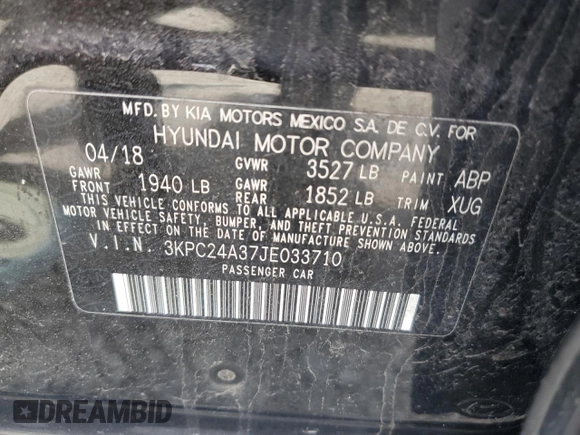 MFD. BY KIA MOTORS MEXICO S.A. DE C.V. FOR
HYUNDAI MOTOR COMPANY
04/18 GVWR 3527 LB PAINT ABP
GAWR FRONT 1940 LB GAWR REAR 1852 LB TRIM XUG
THIS VEHICLE CONFORMS TO ALL APPLICABLE U.S.A. FEDERAL
MOTOR VEHICLE SAFETY, BUMPER, AND THEFT PREVENTION STANDARDS
IN EFFECT ON THE DATE OF MANUFACTURE SHOWN ABOVE.
V.I.N. 3KPC24A37JE033710
PASSENGER CAR
DREAMBID